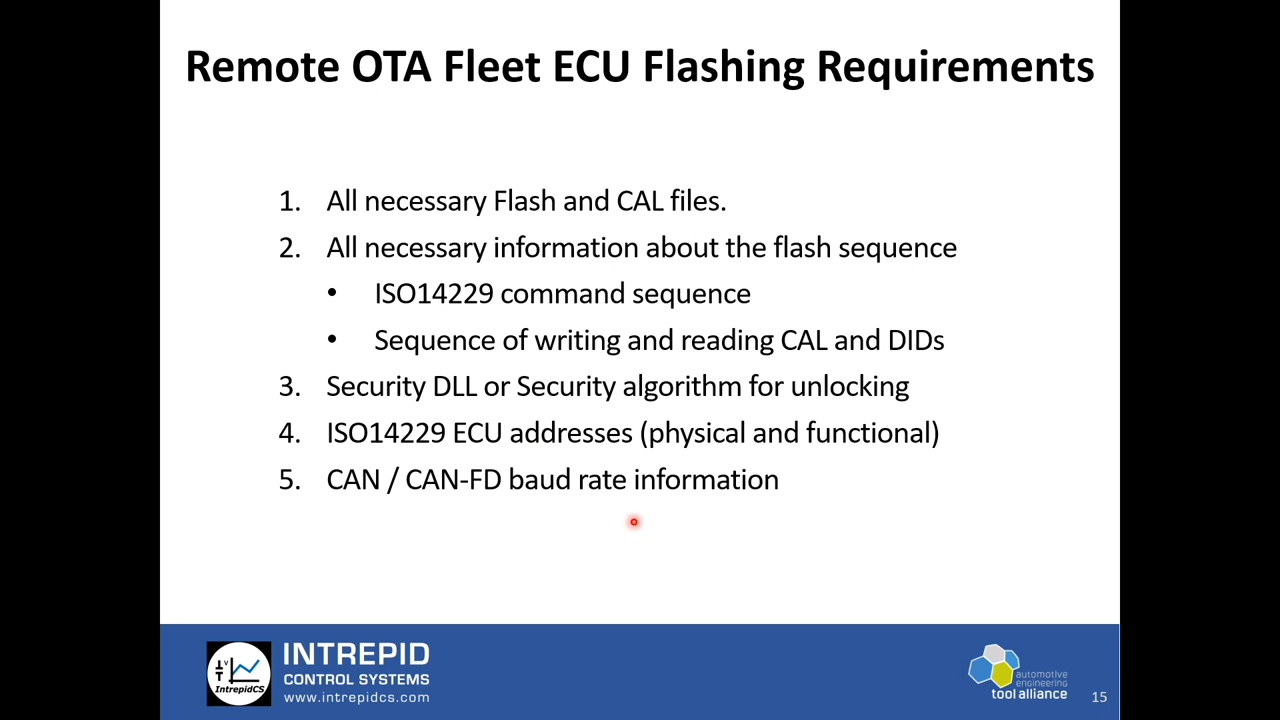 Remote OTA Fleet ECU Flashing Requirements
1. All necessary Flash and CAL files.
2. All necessary information about the flash sequence
• ISO14229 command sequence
• Sequence of writing and reading CAL and DIDs
3. Security DLL or Security algorithm for unlocking
4. ISO14229 ECU addresses (physical and functional)
5. CAN / CAN-FD baud rate information
IntrepidCS
INTREPID
CONTROL SYSTEMS
www.intrepidcs.com
automotive
engineering
tool alliance
15